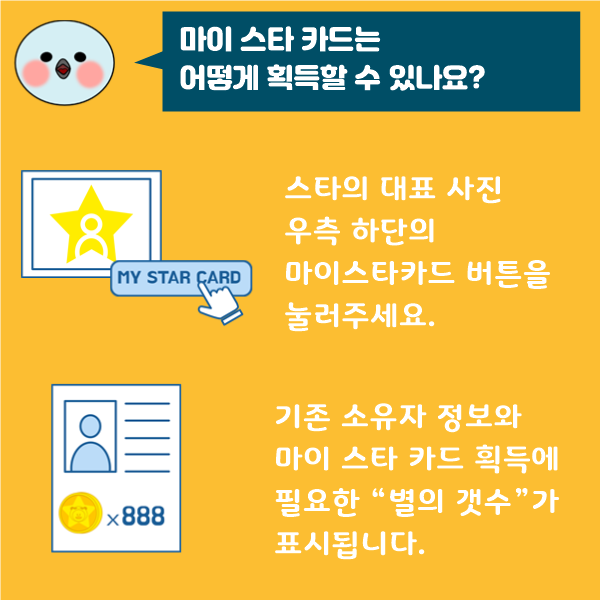 마이 스타 카드는
어떻게 획득할 수 있나요?
스타의 대표 사진
우측 하단의
마이스타카드 버튼을
눌러주세요.
MY STAR CARD
기존 소유자 정보와
마이 스타 카드 획득에
필요한 “별의 갯수”가
표시됩니다.
×888